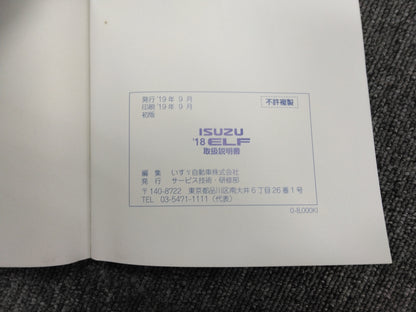 発行 '19年 9月
印刷 '19年 9月
初版
不許複製
ISUZU
'18 ELF
取扱説明書
編 集 いすゞ自動車株式会社
発 行 サービス技術・研修部
〒140-8722 東京都品川区南大井6丁目26番1号
TEL 03-5471-1111（代表）
0-8,000(K)